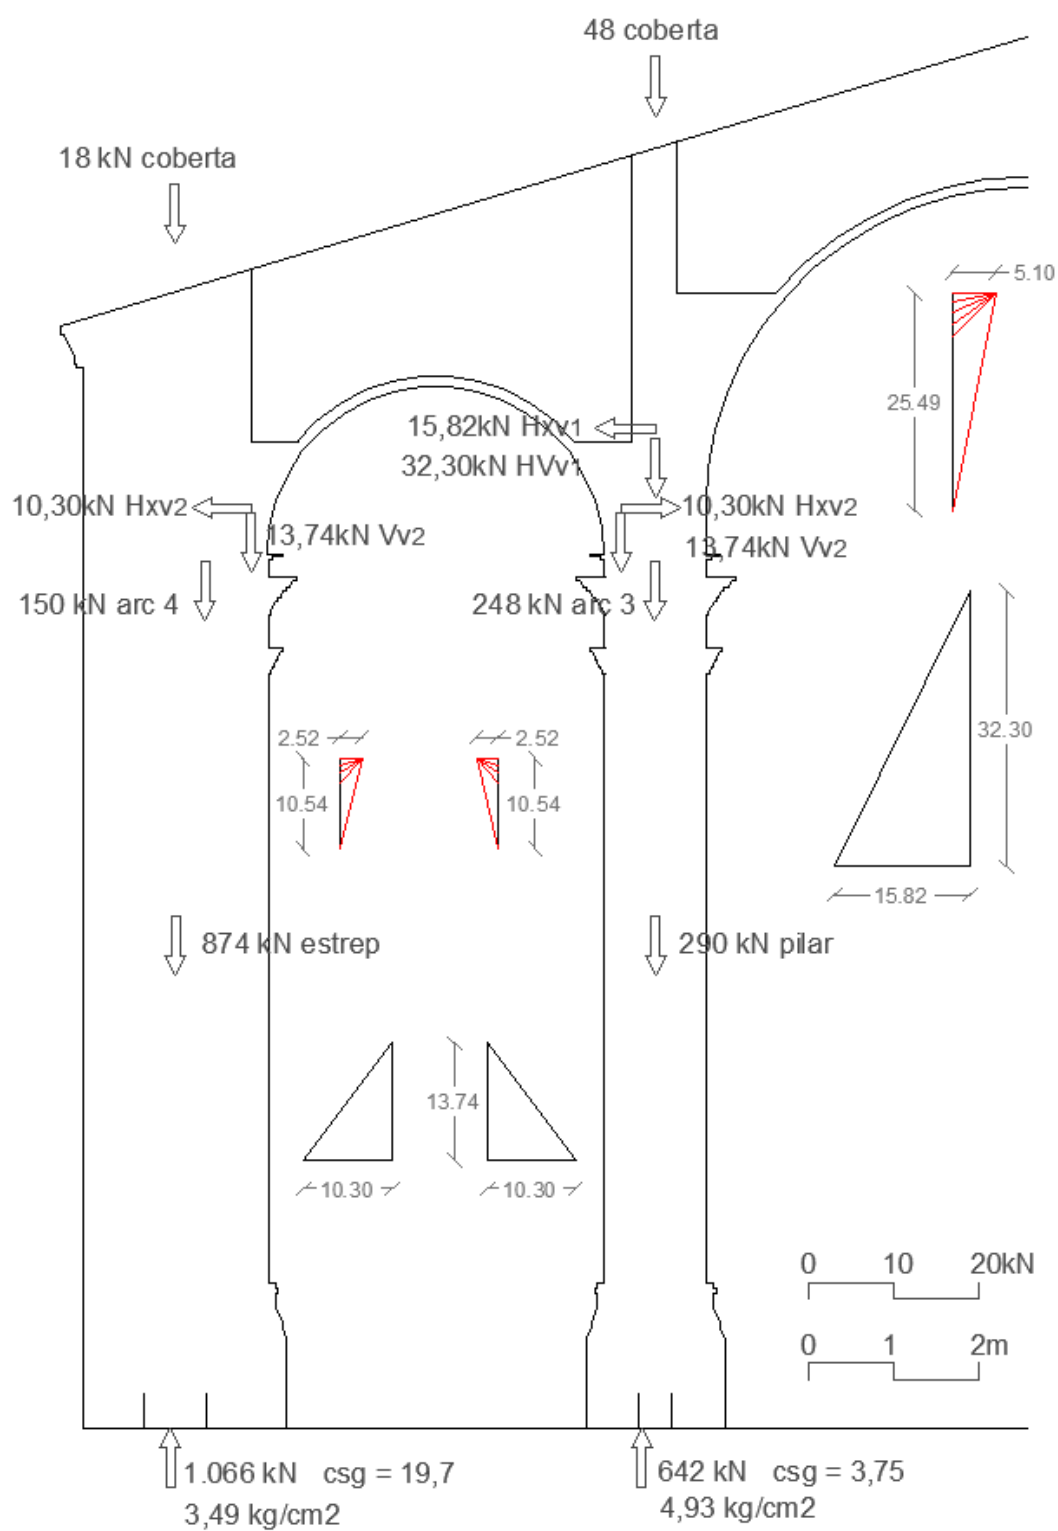 48 coberta
18 kN coberta
5.10
25.49
15,82kN Hxv1
32,30kN HVv1
10,30kN Hxv2
13,74kN Vv2
10,30kN Hxv2
13,74kN Vv2
150 kN arc 4
248 kN arc 3
2.52
2.52
10.54
10.54
32.30
15.82
874 kN estrep
290 kN pilar
13.74
10.30
10.30
0 10 20kN
0 1 2m
1.066 kN csg = 19,7
3,49 kg/cm2
642 kN csg = 3,75
4,93 kg/cm2